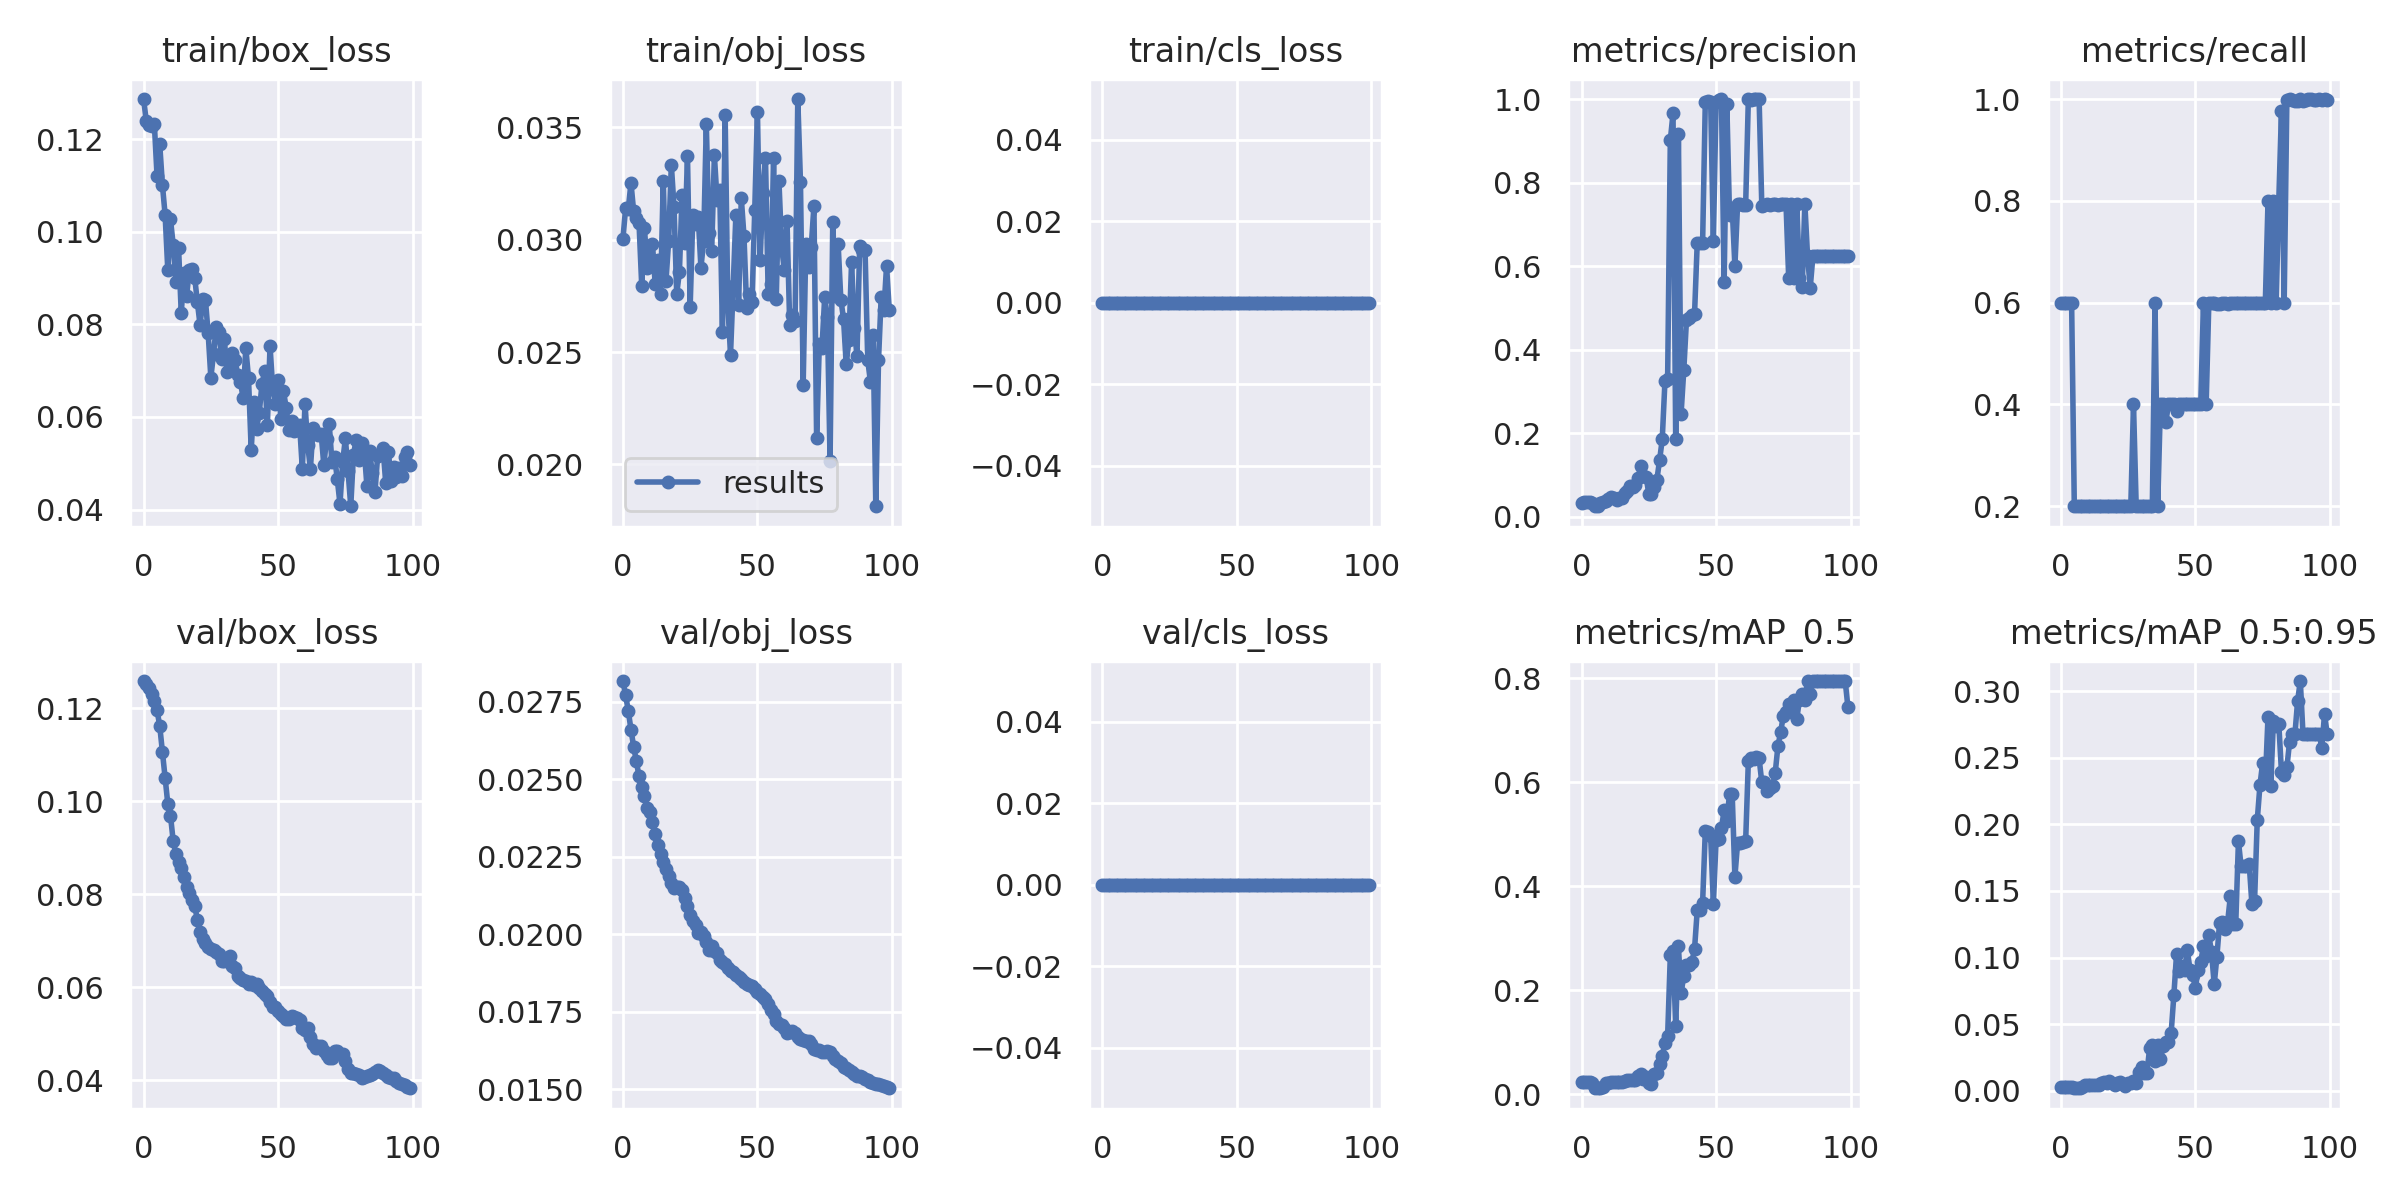 train/box_loss
0.12
0.10
0.08
0.06
0.04
0 50 100
train/obj_loss
0.035
0.030
0.025
0.020
results
0 50 100
train/cls_loss
0.04
0.02
0.00
−0.02
−0.04
0 50 100
metrics/precision
1.0
0.8
0.6
0.4
0.2
0.0
0 50 100
metrics/recall
1.0
0.8
0.6
0.4
0.2
0 50 100
val/box_loss
0.12
0.10
0.08
0.06
0.04
0 50 100
val/obj_loss
0.0275
0.0250
0.0225
0.0200
0.0175
0.0150
0 50 100
val/cls_loss
0.04
0.02
0.00
−0.02
−0.04
0 50 100
metrics/mAP_0.5
0.8
0.6
0.4
0.2
0.0
0 50 100
metrics/mAP_0.5:0.95
0.30
0.25
0.20
0.15
0.10
0.05
0.00
0 50 100